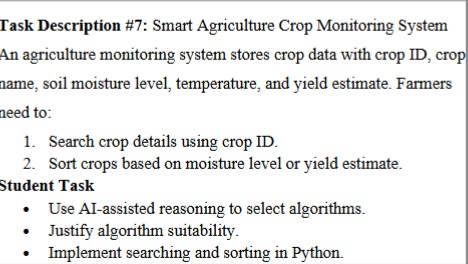 Task Description #7: Smart Agriculture Crop Monitoring System
An agriculture monitoring system stores crop data with crop ID, crop
name, soil moisture level, temperature, and yield estimate. Farmers
need to:
1. Search crop details using crop ID.
2. Sort crops based on moisture level or yield estimate.
Student Task
• Use AI-assisted reasoning to select algorithms.
• Justify algorithm suitability.
• Implement searching and sorting in Python.